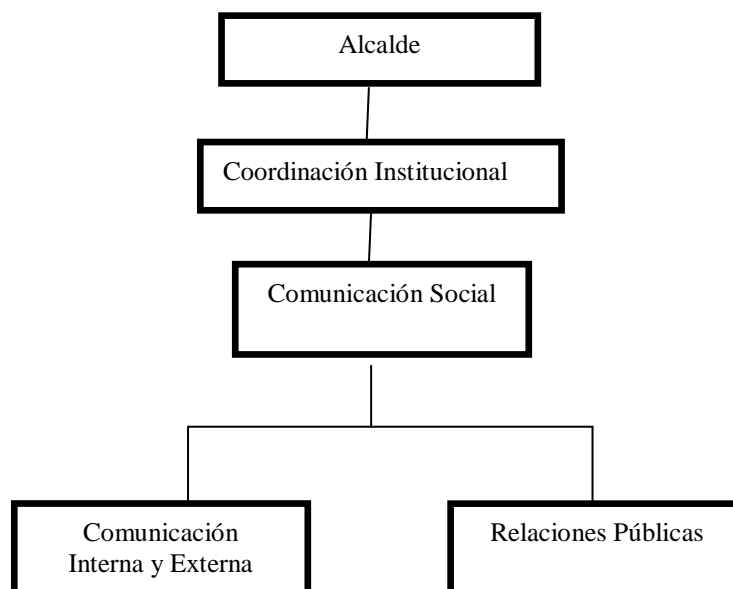 Alcalde
Coordinación Institucional
Comunicación Social
Comunicación
Interna y Externa
Relaciones Públicas